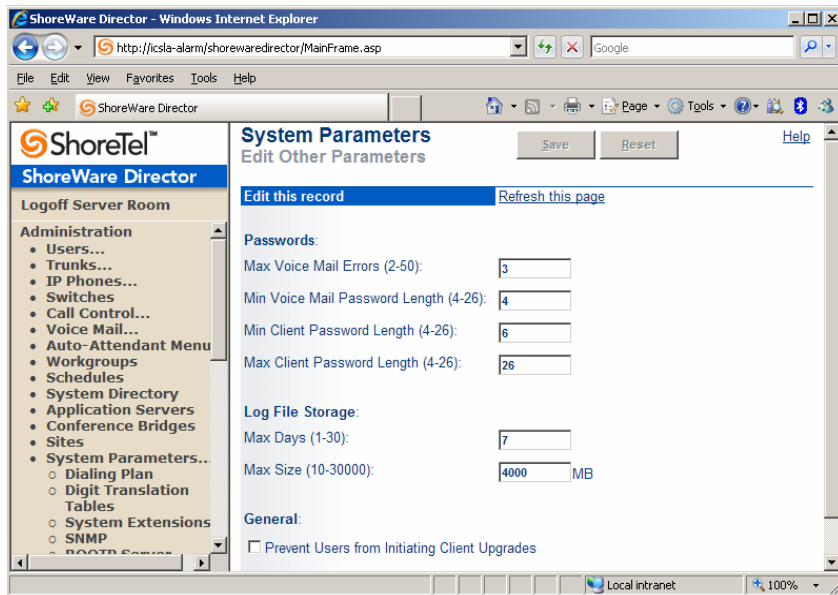 ShoreWare Director - Windows Internet Explorer
http://icsla-alarm/shorewaredirector/MainFrame.asp
Google
File Edit View Favorites Tools Help
ShoreWare Director
Page Tools
ShoreTel™
ShoreWare Director
Logoff Server Room
Administration
Users...
Trunks...
IP Phones...
Switches
Call Control...
Voice Mail...
Auto-Attendant Menu
Workgroups
Schedules
System Directory
Application Servers
Conference Bridges
Sites
System Parameters...
Dialing Plan
Digit Translation
Tables
System Extensions
SNMP
System Parameters
Edit Other Parameters
Save Reset
Help
Edit this record Refresh this page
Passwords:
Max Voice Mail Errors (2-50): 3
Min Voice Mail Password Length (4-26): 4
Min Client Password Length (4-26): 6
Max Client Password Length (4-26): 26
Log File Storage:
Max Days (1-30): 7
Max Size (10-30000): 4000 MB
General:
Prevent Users from Initiating Client Upgrades
Local intranet 100%